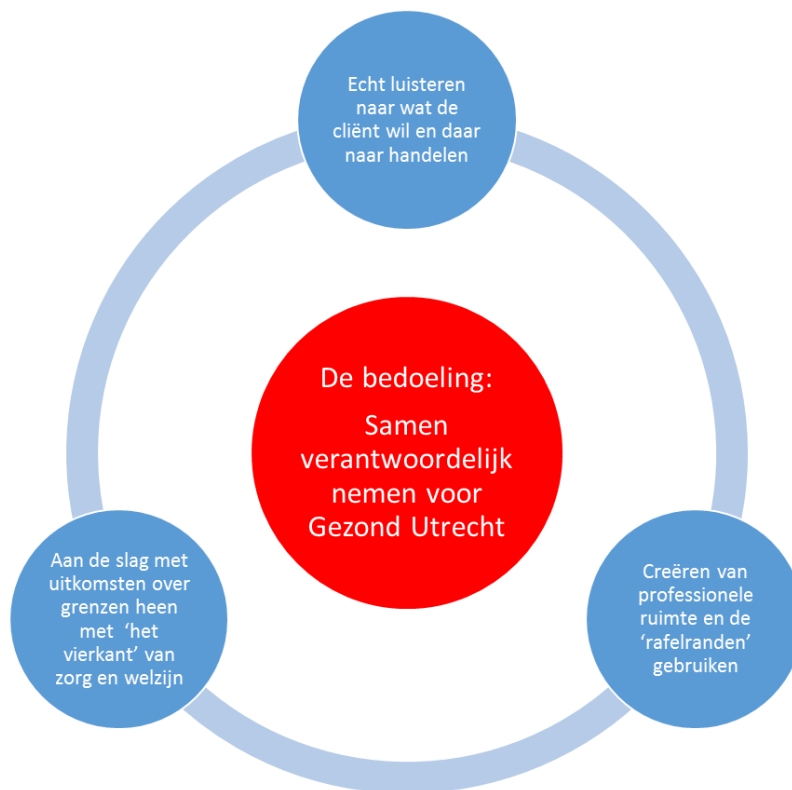 Echt luisteren
naar wat de
cliënt wil en daar
naar handelen
De bedoeling:
Samen
verantwoordelijk
nemen voor
Gezond Utrecht
Aan de slag met
uitkomsten over
grenzen heen
met ‘het
vierkant’ van
zorg en welzijn
Creëren van
professionele
ruimte en de
‘rafelranden’
gebruiken